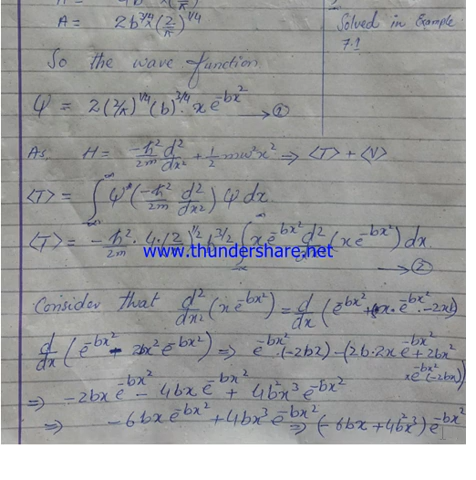 A = 2b^{3/4} (2/π)^{1/4}
Solved in Example
7.1
So the wave function
Ψ = 2(2/π)^{1/4} (b)^{3/4} · x e^{-bx²} → ①
As, H = -ħ²/2m d²/dx² + 1/2 mω²x² ⇒ <T> + <V>
<T> = ∫_{-∞}^{∞} Ψ* (-ħ²/2m d²/dx²) Ψ dx
<T> = -ħ²/2m · 4 · (2 )^{1/2} b^{3/2} ∫^{∞} (x e^{-bx²} d² (x e^{-bx²}) dx
www.thundershare.net
→ ②
Consider that d²/dx² (x e^{-bx²}) = d/dx (e^{-bx²} + x · e^{-bx²} · -2xb)
d/dx (e^{-bx²} - 2bx² e^{-bx²}) ⇒ e^{-bx²} · (-2b2) - (2b·2x e^{-bx²} + 2bx²
x e^{-bx²} (-2bx))
⇒ -2bx e^{-bx²} - 4bx e^{-bx²} + 4b²x³ e^{-bx²}
⇒ -6bx e^{-bx²} + 4bx³ e^{-bx²} ⇒ (-6bx + 4b²x³) e^{-bx²}